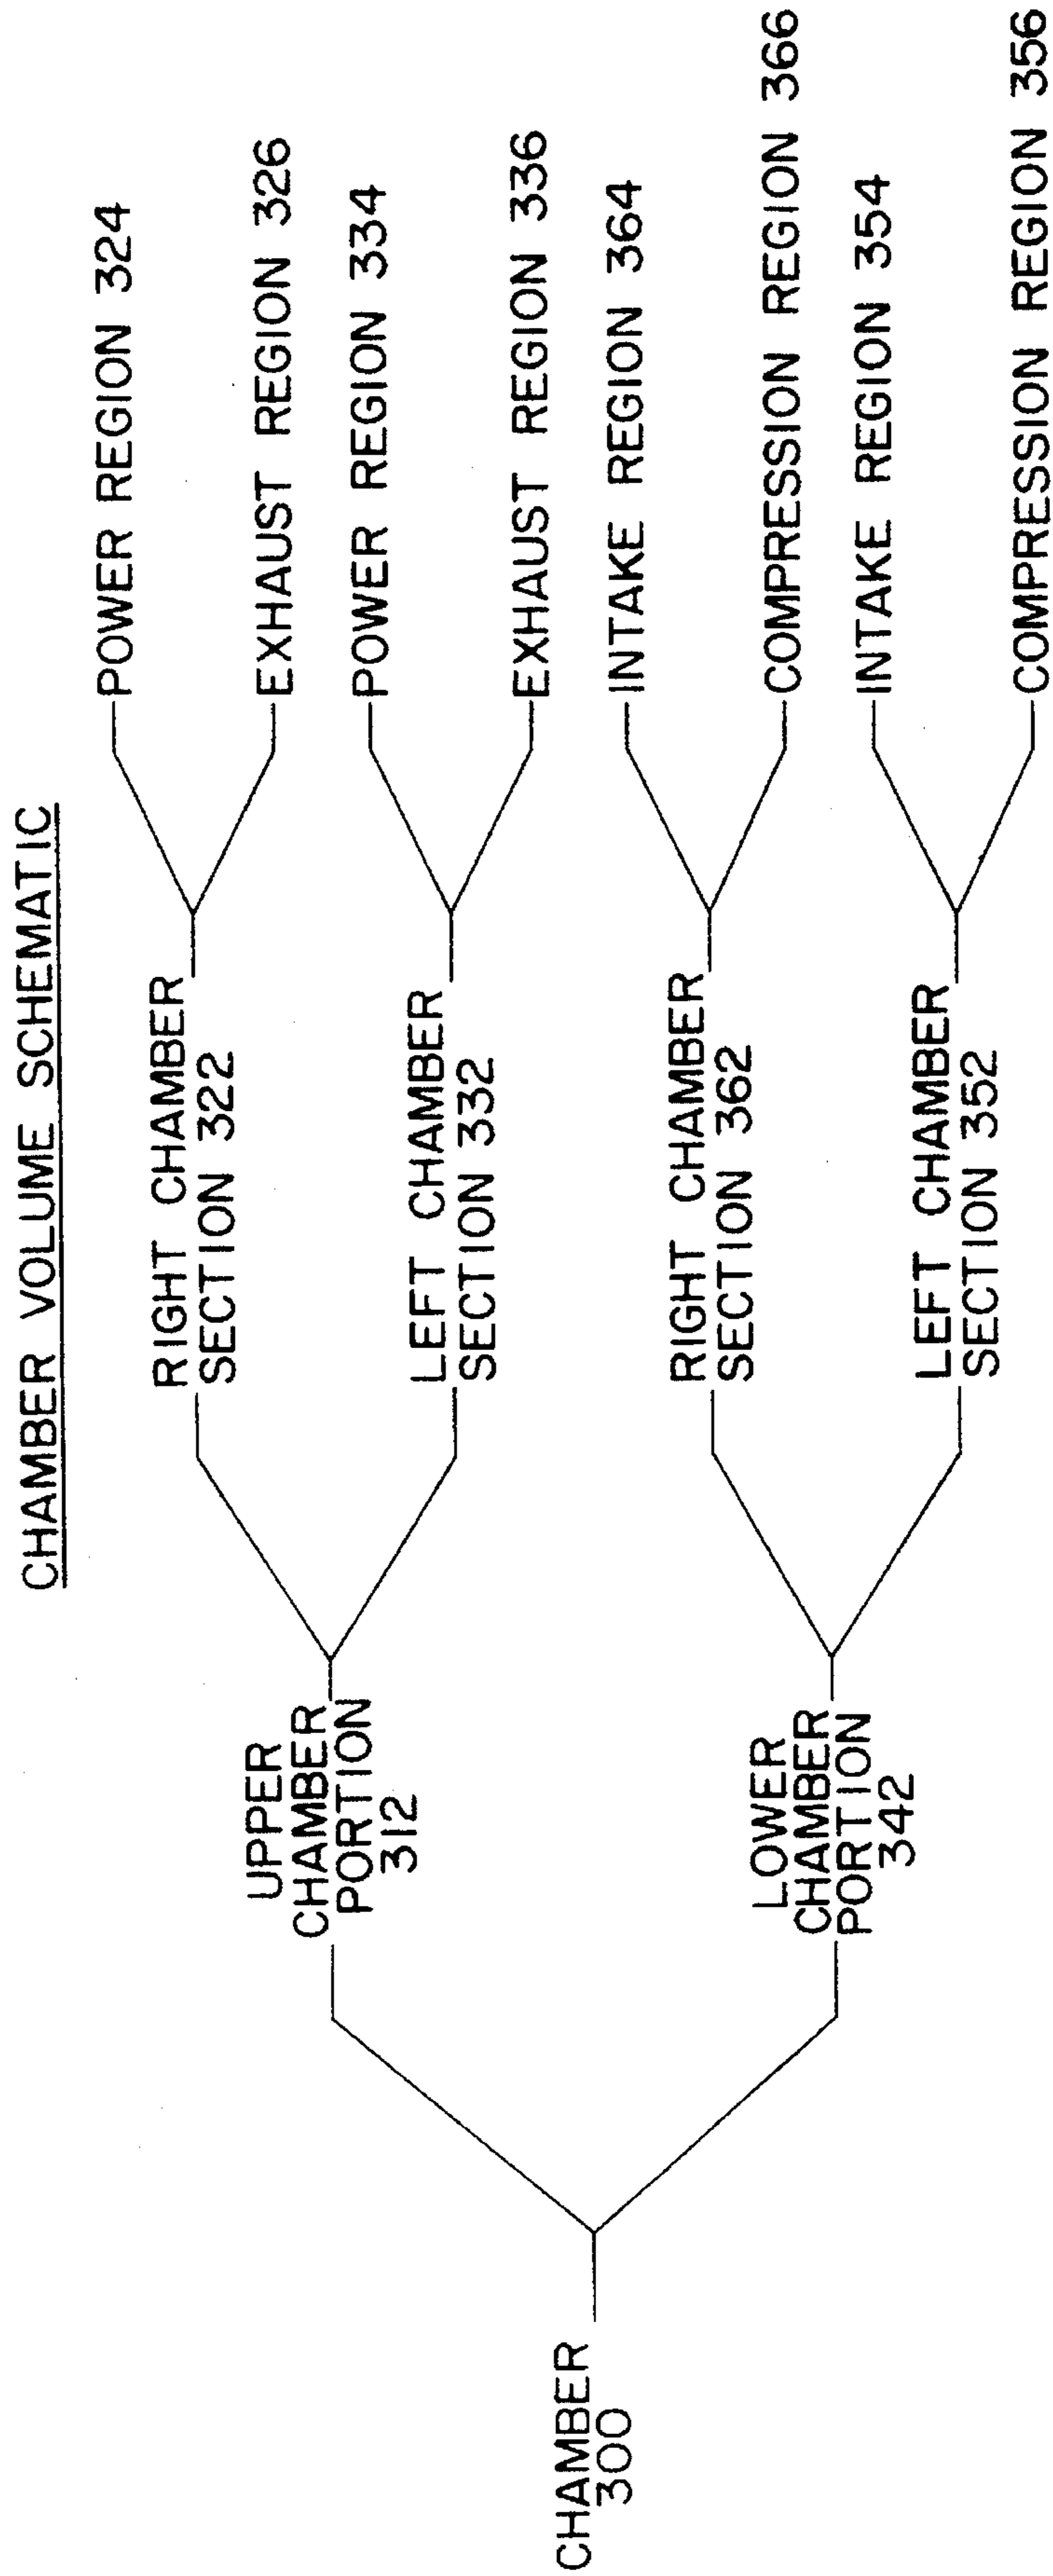 CHAMBER VOLUME SCHEMATIC
CHAMBER
300
UPPER
CHAMBER
PORTION
312
RIGHT CHAMBER
SECTION 322
POWER REGION 324
EXHAUST REGION 326
LEFT CHAMBER
SECTION 332
POWER REGION 334
EXHAUST REGION 336
LOWER
CHAMBER
PORTION
342
RIGHT CHAMBER
SECTION 362
INTAKE REGION 364
COMPRESSION REGION 366
LEFT CHAMBER
SECTION 352
INTAKE REGION 354
COMPRESSION REGION 356